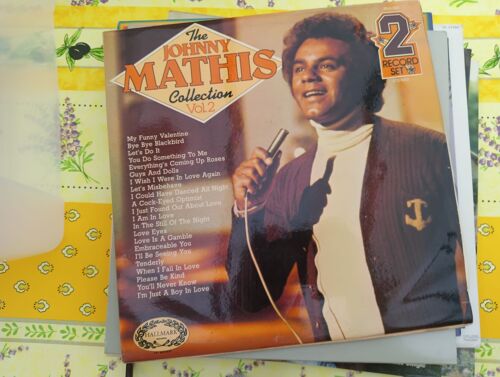 The
JOHNNY
MATHIS
Collection
Vol.2
2
RECORD
SET
My Funny Valentine
Bye Bye Blackbird
Let's Do It
You Do Something To Me
Everything's Coming Up Roses
Guys And Dolls
I Wish I Were In Love Again
Let's Misbehave
I Could Have Danced All Night
A Cock-Eyed Optimist
I Just Found Out About Love
I Am In Love
In The Still Of The Night
Love Eyes
Love Is A Gamble
Embraceable You
I'll Be Seeing You
Tenderly
When I Fall In Love
Please Be Kind
You'll Never Know
I'm Just A Boy In Love
HALLMARK